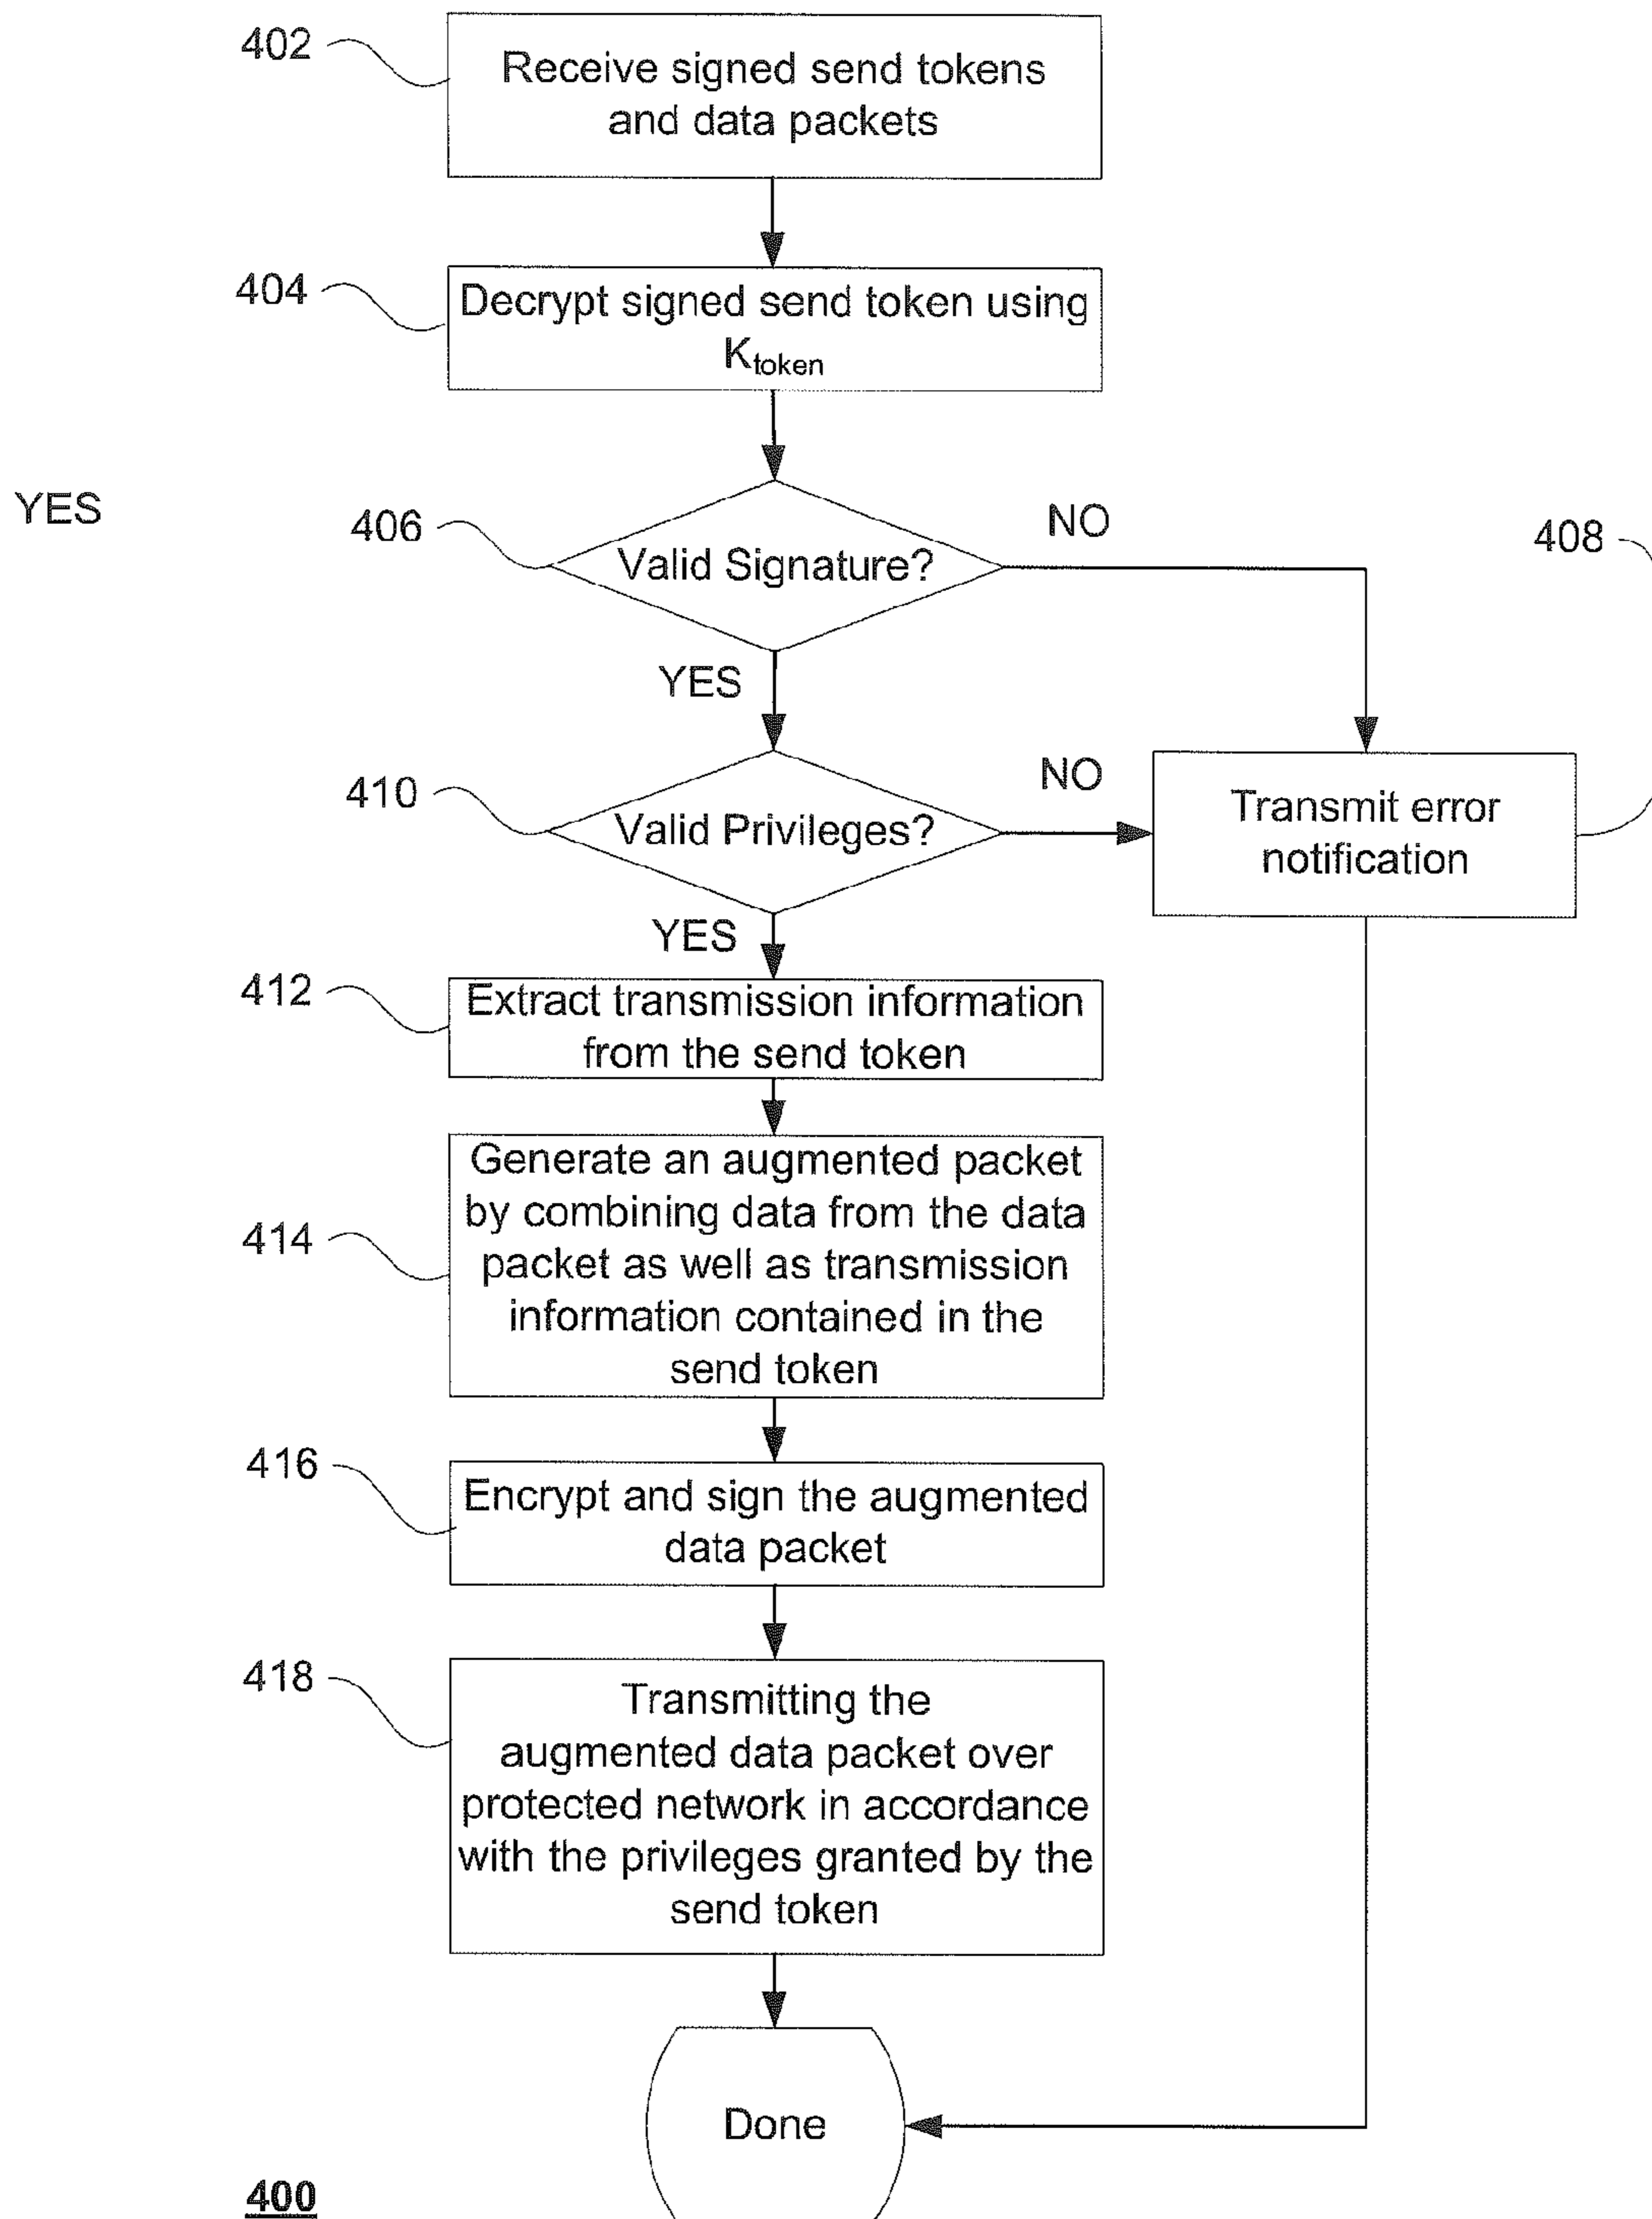 402
Receive signed send tokens
and data packets
404
Decrypt signed send token using
Ktoken
YES
406
Valid Signature?
NO
408
YES
410
Valid Privileges?
NO
Transmit error
notification
YES
412
Extract transmission information
from the send token
414
Generate an augmented packet
by combining data from the data
packet as well as transmission
information contained in the
send token
416
Encrypt and sign the augmented
data packet
418
Transmitting the
augmented data packet over
protected network in accordance
with the privileges granted by the
send token
Done
400